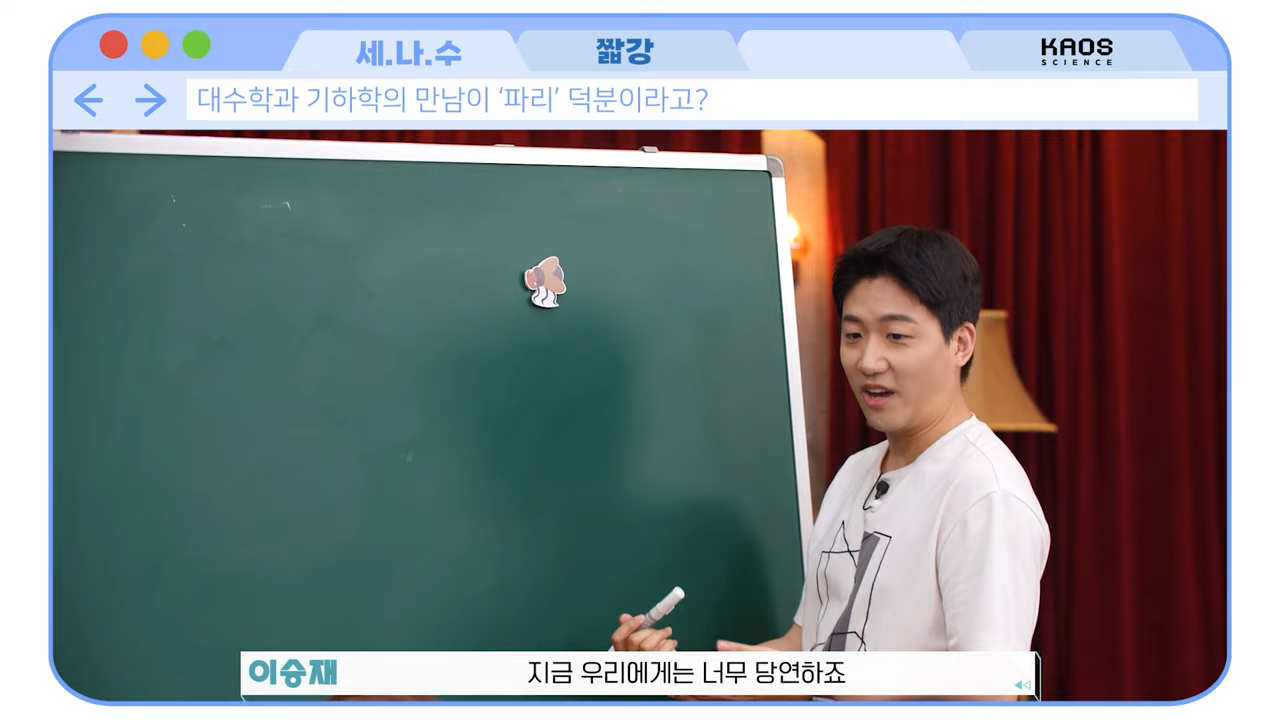 세.나.수
짧강
KAOS
SCIENCE
대수학과 기하학의 만남이 ‘파리’ 덕분이라고?
이승재
지금 우리에게는 너무 당연하죠